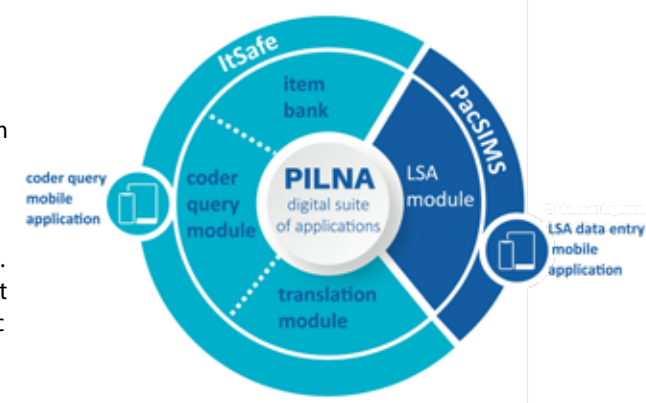 ItSafe
item
bank
PacSIMS
coder query
mobile
application
coder
query
module
PILNA
digital suite
of applications
LSA
module
LSA data entry
mobile
application
translation
module